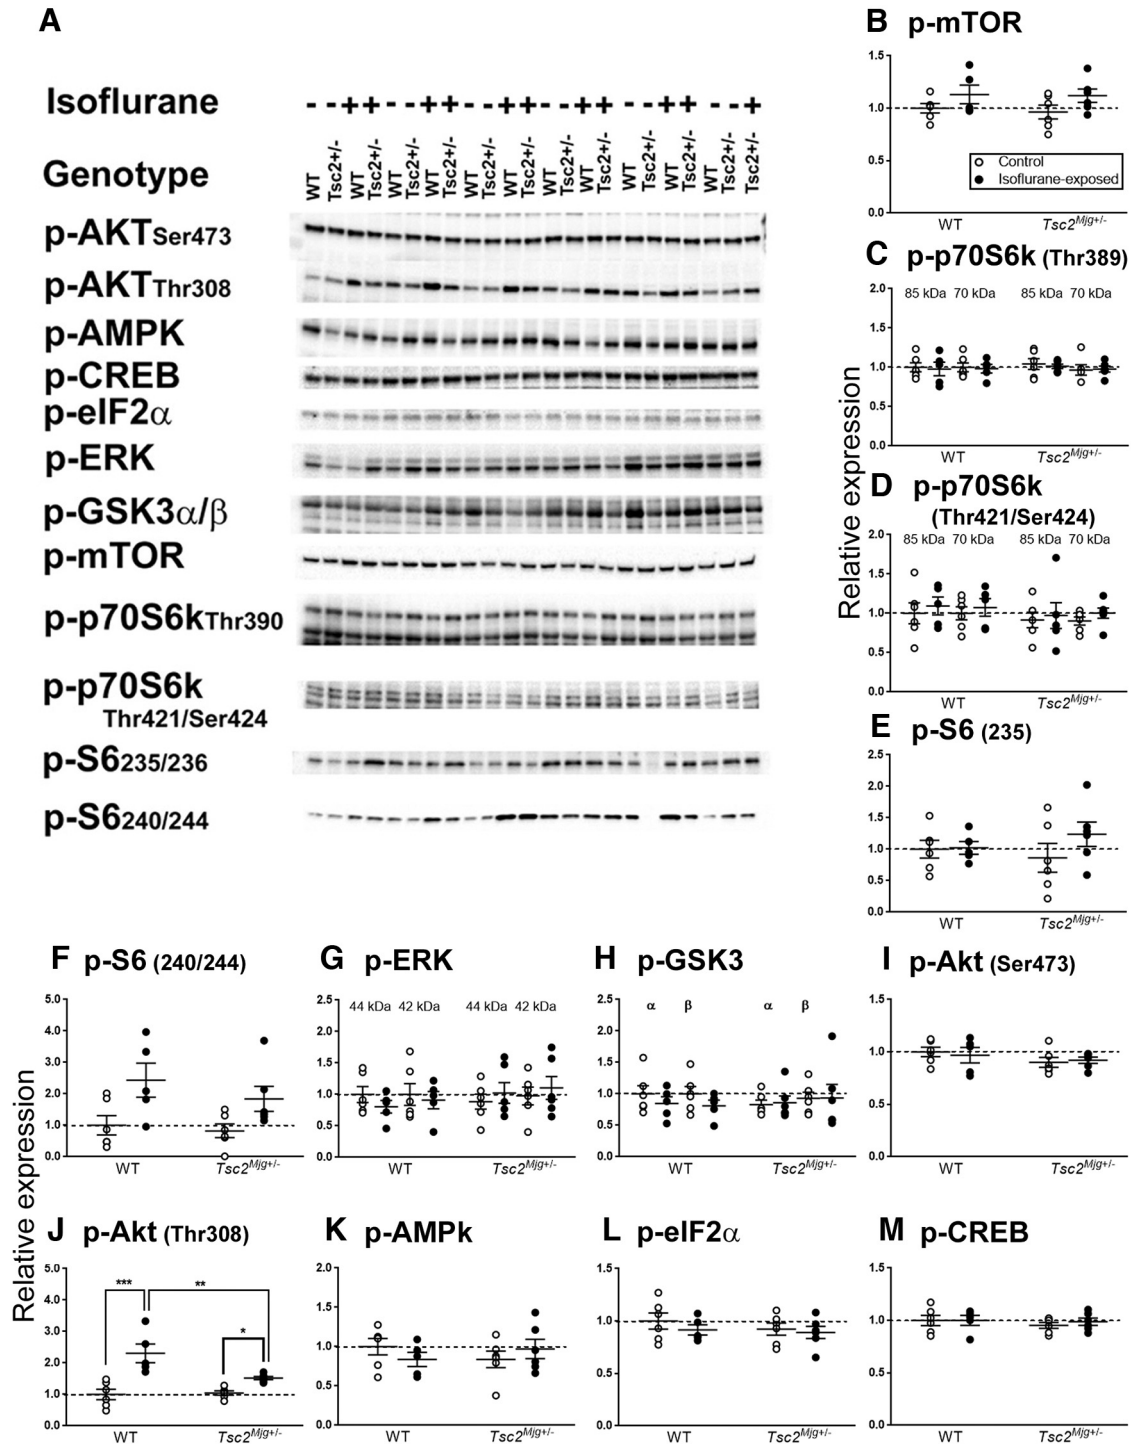 A
Isoflurane
- - + + - - + + - - + + - - + + - - + + - - +
Genotype
WT Tsc2+/- WT Tsc2+/- WT Tsc2+/- WT Tsc2+/- WT Tsc2+/- WT Tsc2+/- WT Tsc2+/- WT Tsc2+/- WT Tsc2+/- WT Tsc2+/- WT Tsc2+/- Tsc2+/-
p-AKTSer473
p-AKTThr308
p-AMPK
p-CREB
p-eIF2α
p-ERK
p-GSK3α/β
p-mTOR
p-p70S6kThr390
p-p70S6k
Thr421/Ser424
p-S6235/236
p-S6240/244
Relative expression
B p-mTOR
1.5
1.0
0.5
0.0
Control
Isoflurane-exposed
WT Tsc2Mjg+/-
C p-p70S6k (Thr389)
85 kDa 70 kDa 85 kDa 70 kDa
2.0
1.5
1.0
0.5
0.0
WT Tsc2Mjg+/-
D p-p70S6k
(Thr421/Ser424)
85 kDa 70 kDa 85 kDa 70 kDa
2.0
1.5
1.0
0.5
0.0
WT Tsc2Mjg+/-
E p-S6 (235)
2.5
2.0
1.5
1.0
0.5
0.0
WT Tsc2Mjg+/-
Relative expression
F p-S6 (240/244)
5.0
4.0
3.0
2.0
1.0
0.0
WT Tsc2Mjg+/-
G p-ERK
44 kDa 42 kDa 44 kDa 42 kDa
2.5
2.0
1.5
1.0
0.5
0.0
WT Tsc2Mjg+/-
H p-GSK3
α β α β
2.5
2.0
1.5
1.0
0.5
0.0
WT Tsc2Mjg+/-
I p-Akt (Ser473)
1.5
1.0
0.5
0.0
WT Tsc2Mjg+/-
J p-Akt (Thr308)
5.0
4.0
3.0
2.0
1.0
0.0
*** **
*
WT Tsc2Mjg+/-
K p-AMPk
2.0
1.5
1.0
0.5
0.0
WT Tsc2Mjg+/-
L p-eIF2α
1.5
1.0
0.5
0.0
WT Tsc2Mjg+/-
M p-CREB
1.5
1.0
0.5
0.0
WT Tsc2Mjg+/-